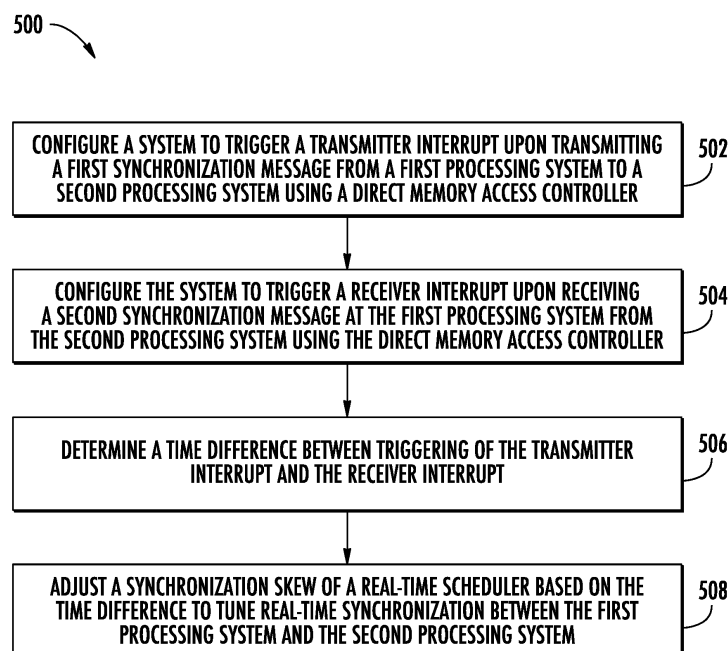 500
CONFIGURE A SYSTEM TO TRIGGER A TRANSMITTER INTERRUPT UPON TRANSMITTING
A FIRST SYNCHRONIZATION MESSAGE FROM A FIRST PROCESSING SYSTEM TO A
SECOND PROCESSING SYSTEM USING A DIRECT MEMORY ACCESS CONTROLLER
502
CONFIGURE THE SYSTEM TO TRIGGER A RECEIVER INTERRUPT UPON RECEIVING
A SECOND SYNCHRONIZATION MESSAGE AT THE FIRST PROCESSING SYSTEM FROM
THE SECOND PROCESSING SYSTEM USING THE DIRECT MEMORY ACCESS CONTROLLER
504
DETERMINE A TIME DIFFERENCE BETWEEN TRIGGERING OF THE TRANSMITTER
INTERRUPT AND THE RECEIVER INTERRUPT
506
ADJUST A SYNCHRONIZATION SKEW OF A REAL-TIME SCHEDULER BASED ON THE
TIME DIFFERENCE TO TUNE REAL-TIME SYNCHRONIZATION BETWEEN THE FIRST
PROCESSING SYSTEM AND THE SECOND PROCESSING SYSTEM
508